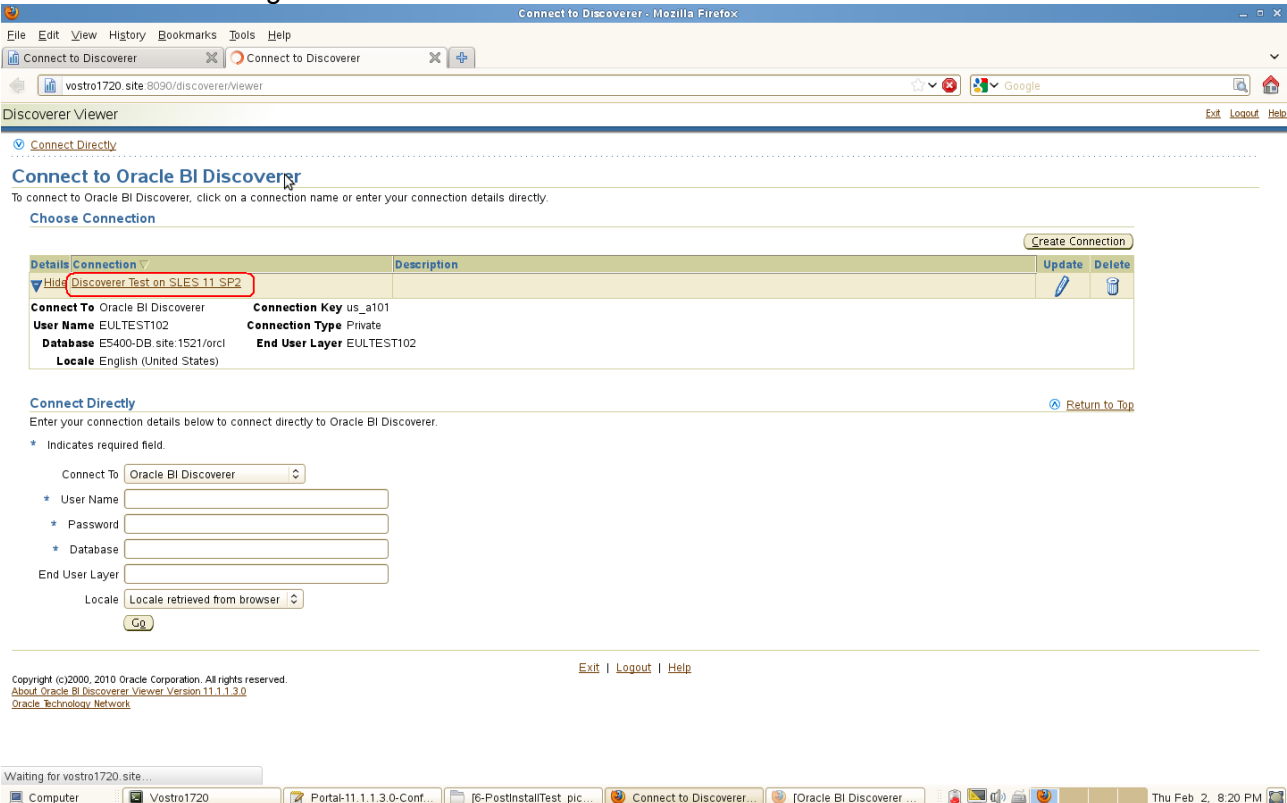 Connect to Discoverer - Mozilla Firefox
File Edit View History Bookmarks Tools Help
Connect to Discoverer Connect to Discoverer
vostro1720.site:8090/discoverer/viewer Google
Discoverer Viewer Exit Logout Help
Connect Directly
Connect to Oracle BI Discoverer
To connect to Oracle BI Discoverer, click on a connection name or enter your connection details directly.
Choose Connection
Create Connection
Details Connection Description Update Delete
Hide Discoverer Test on SLES 11 SP2
Connect To Oracle BI Discoverer Connection Key us_a101
User Name EULTEST102 Connection Type Private
Database E5400-DB.site:1521/orcl End User Layer EULTEST102
Locale English (United States)
Connect Directly Return to Top
Enter your connection details below to connect directly to Oracle BI Discoverer.
* Indicates required field.
Connect To Oracle BI Discoverer
* User Name
* Password
* Database
End User Layer
Locale Locale retrieved from browser
Go
Exit | Logout | Help
Copyright (c)2000, 2010 Oracle Corporation. All rights reserved.
About Oracle BI Discoverer Viewer Version 11.1.1.3.0
Oracle Technology Network
Waiting for vostro1720.site...
Computer Vostro1720 Portal-11.1.1.3.0-Conf... [6-PostInstallTest_pic... Connect to Discoverer... [Oracle BI Discoverer ... Thu Feb 2, 8:20 PM